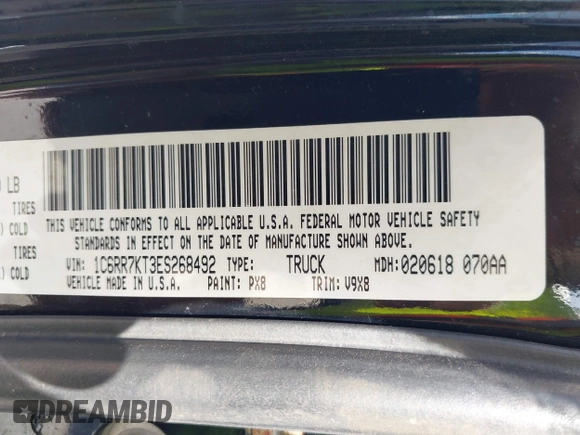 LB
TIRES
COLD
TIRES
COLD
THIS VEHICLE CONFORMS TO ALL APPLICABLE U.S.A. FEDERAL MOTOR VEHICLE SAFETY
STANDARDS IN EFFECT ON THE DATE OF MANUFACTURE SHOWN ABOVE.
VIN: 1C6RR7KT3ES268492 TYPE: TRUCK MDH:020618 070AA
VEHICLE MADE IN U.S.A. PAINT: PX8 TRIM: V9X8
DREAMBID